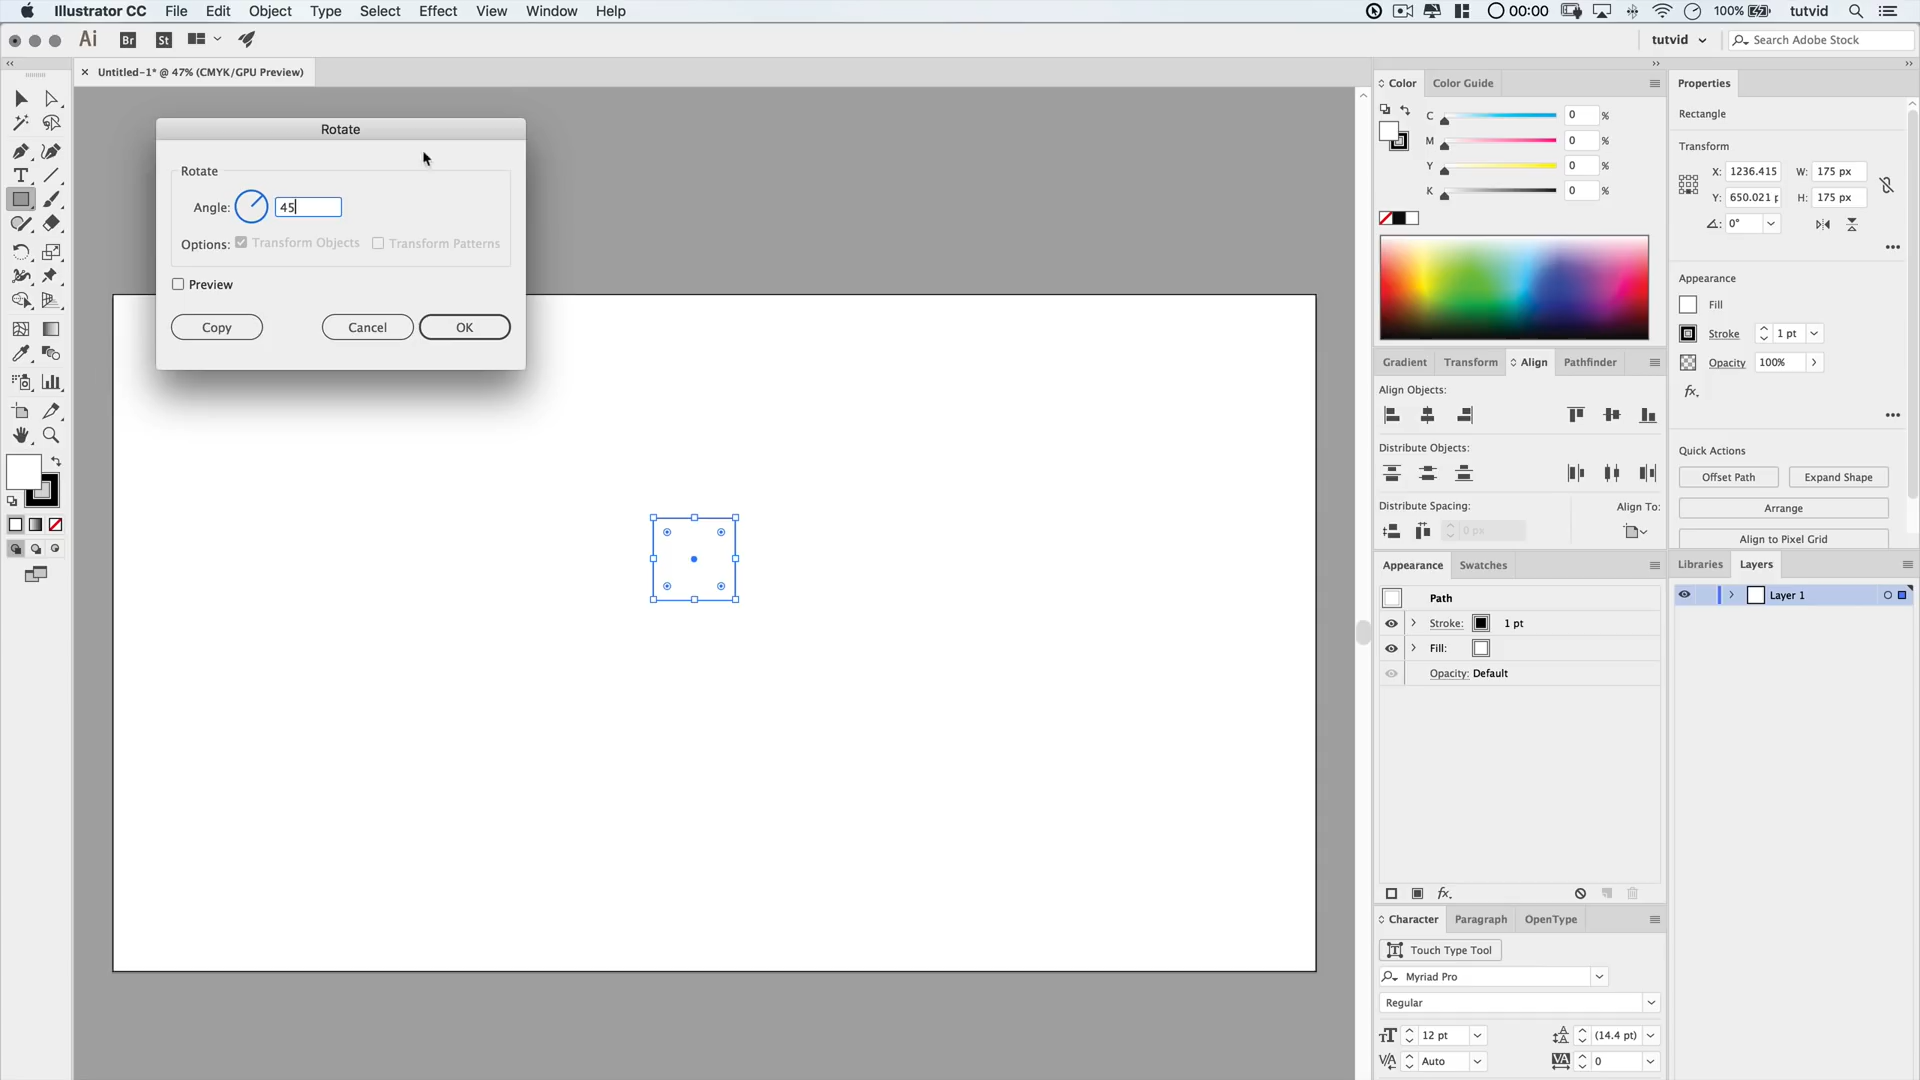 Illustrator CC File Edit Object Type Select Effect View Window Help
00:00 100% tutvid
Ai Br St tutvid Search Adobe Stock
× Untitled-1* @ 47% (CMYK/GPU Preview)
Rotate
Rotate
Angle: 45
Options: Transform Objects Transform Patterns
Preview
Copy Cancel OK
Color Color Guide
C 0 %
M 0 %
Y 0 %
K 0 %
Gradient Transform Align Pathfinder
Align Objects:
Distribute Objects:
Distribute Spacing: Align To:
0 px
Appearance Swatches
Path
Stroke: 1 pt
Fill:
Opacity: Default
fx
Character Paragraph OpenType
Touch Type Tool
Myriad Pro
Regular
12 pt (14.4 pt)
Auto 0
Properties
Rectangle
Transform
X: 1236.415 W: 175 px
Y: 650.021 p H: 175 px
0°
Appearance
Fill
Stroke 1 pt
Opacity 100%
fx
Quick Actions
Offset Path Expand Shape
Arrange
Align to Pixel Grid
Libraries Layers
Layer 1